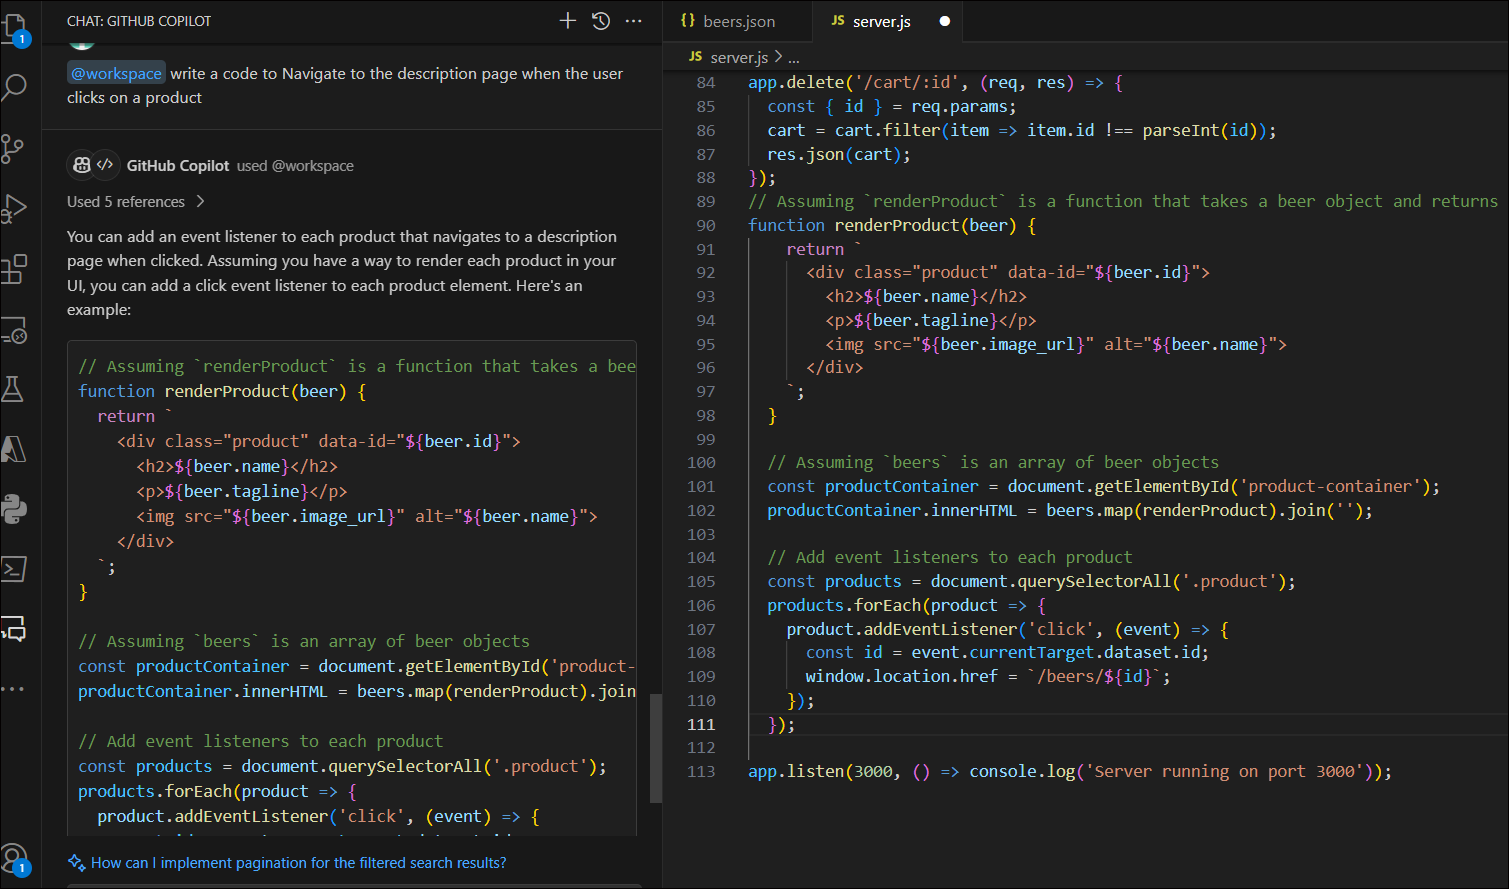 CHAT: GITHUB COPILOT
@workspace write a code to Navigate to the description page when the user
clicks on a product
GitHub Copilot used @workspace
Used 5 references
You can add an event listener to each product that navigates to a description
page when clicked. Assuming you have a way to render each product in your
UI, you can add a click event listener to each product element. Here's an
example:
// Assuming `renderProduct` is a function that takes a bee
function renderProduct(beer) {
return `
<div class="product" data-id="${beer.id}">
<h2>${beer.name}</h2>
<p>${beer.tagline}</p>
<img src="${beer.image_url}" alt="${beer.name}">
</div>
`;
}
// Assuming `beers` is an array of beer objects
const productContainer = document.getElementById('product-
productContainer.innerHTML = beers.map(renderProduct).join
// Add event listeners to each product
const products = document.querySelectorAll('.product');
products.forEach(product => {
product.addEventListener('click', (event) => {
How can I implement pagination for the filtered search results?
1
1
{} beers.json
JS server.js
JS server.js > ...
84 app.delete('/cart/:id', (req, res) => {
85 const { id } = req.params;
86 cart = cart.filter(item => item.id !== parseInt(id));
87 res.json(cart);
88 });
89 // Assuming `renderProduct` is a function that takes a beer object and returns
90 function renderProduct(beer) {
91 return `
92 <div class="product" data-id="${beer.id}">
93 <h2>${beer.name}</h2>
94 <p>${beer.tagline}</p>
95 <img src="${beer.image_url}" alt="${beer.name}">
96 </div>
97 `;
98 }
99
100 // Assuming `beers` is an array of beer objects
101 const productContainer = document.getElementById('product-container');
102 productContainer.innerHTML = beers.map(renderProduct).join('');
103
104 // Add event listeners to each product
105 const products = document.querySelectorAll('.product');
106 products.forEach(product => {
107 product.addEventListener('click', (event) => {
108 const id = event.currentTarget.dataset.id;
109 window.location.href = `/beers/${id}`;
110 });
111 });
112
113 app.listen(3000, () => console.log('Server running on port 3000'));